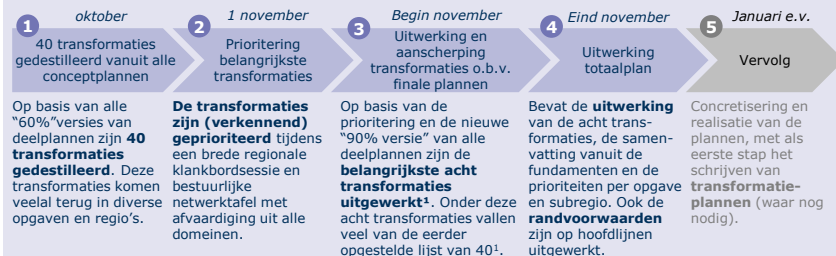 oktober
1
40 transformaties
gedestilleerd vanuit alle
conceptplannen
Op basis van alle
"60%"versies van
deelplannen zijn 40
transformaties
gedestilleerd. Deze
transformaties komen
veelal terug in diverse
opgaven en regio's.
1 november
2
Prioritering
belangrijkste
transformaties
De transformaties
zijn (verkennend)
geprioriteerd tijdens
een brede regionale
klankbordsessie en
bestuurlijke
netwerktafel met
afvaardiging uit alle
domeinen.
Begin november
3
Uitwerking en
aanscherping
transformaties o.b.v.
finale plannen
Op basis van de
prioritering en de nieuwe
"90% versie" van alle
deelplannen zijn de
belangrijkste acht
transformaties
uitgewerkt¹. Onder deze
acht transformaties vallen
veel van de eerder
opgestelde lijst van 40¹.
Eind november
4
Uitwerking
totaalplan
Bevat de uitwerking
van de acht trans-
formaties, de samen-
vatting vanuit de
fundamenten en de
prioriteiten per opgave
en subregio. Ook de
randvoorwaarden
zijn op hoofdlijnen
uitgewerkt.
Januari e.v.
5
Vervolg
Concretisering en
realisatie van de
plannen, met als
eerste stap het
schrijven van
transformatie-
plannen (waar nog
nodig).